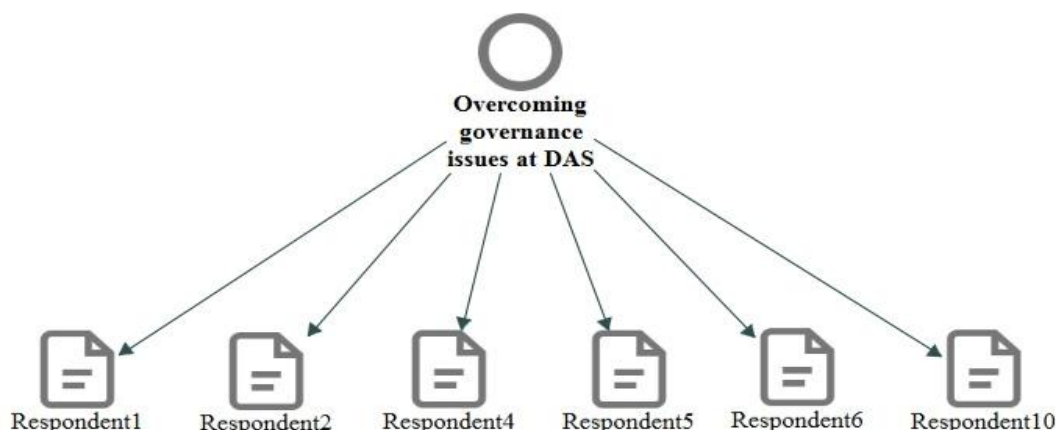 Overcoming
governance
issues at DAS
Respondent1
Respondent2
Respondent4
Respondent5
Respondent6
Respondent10